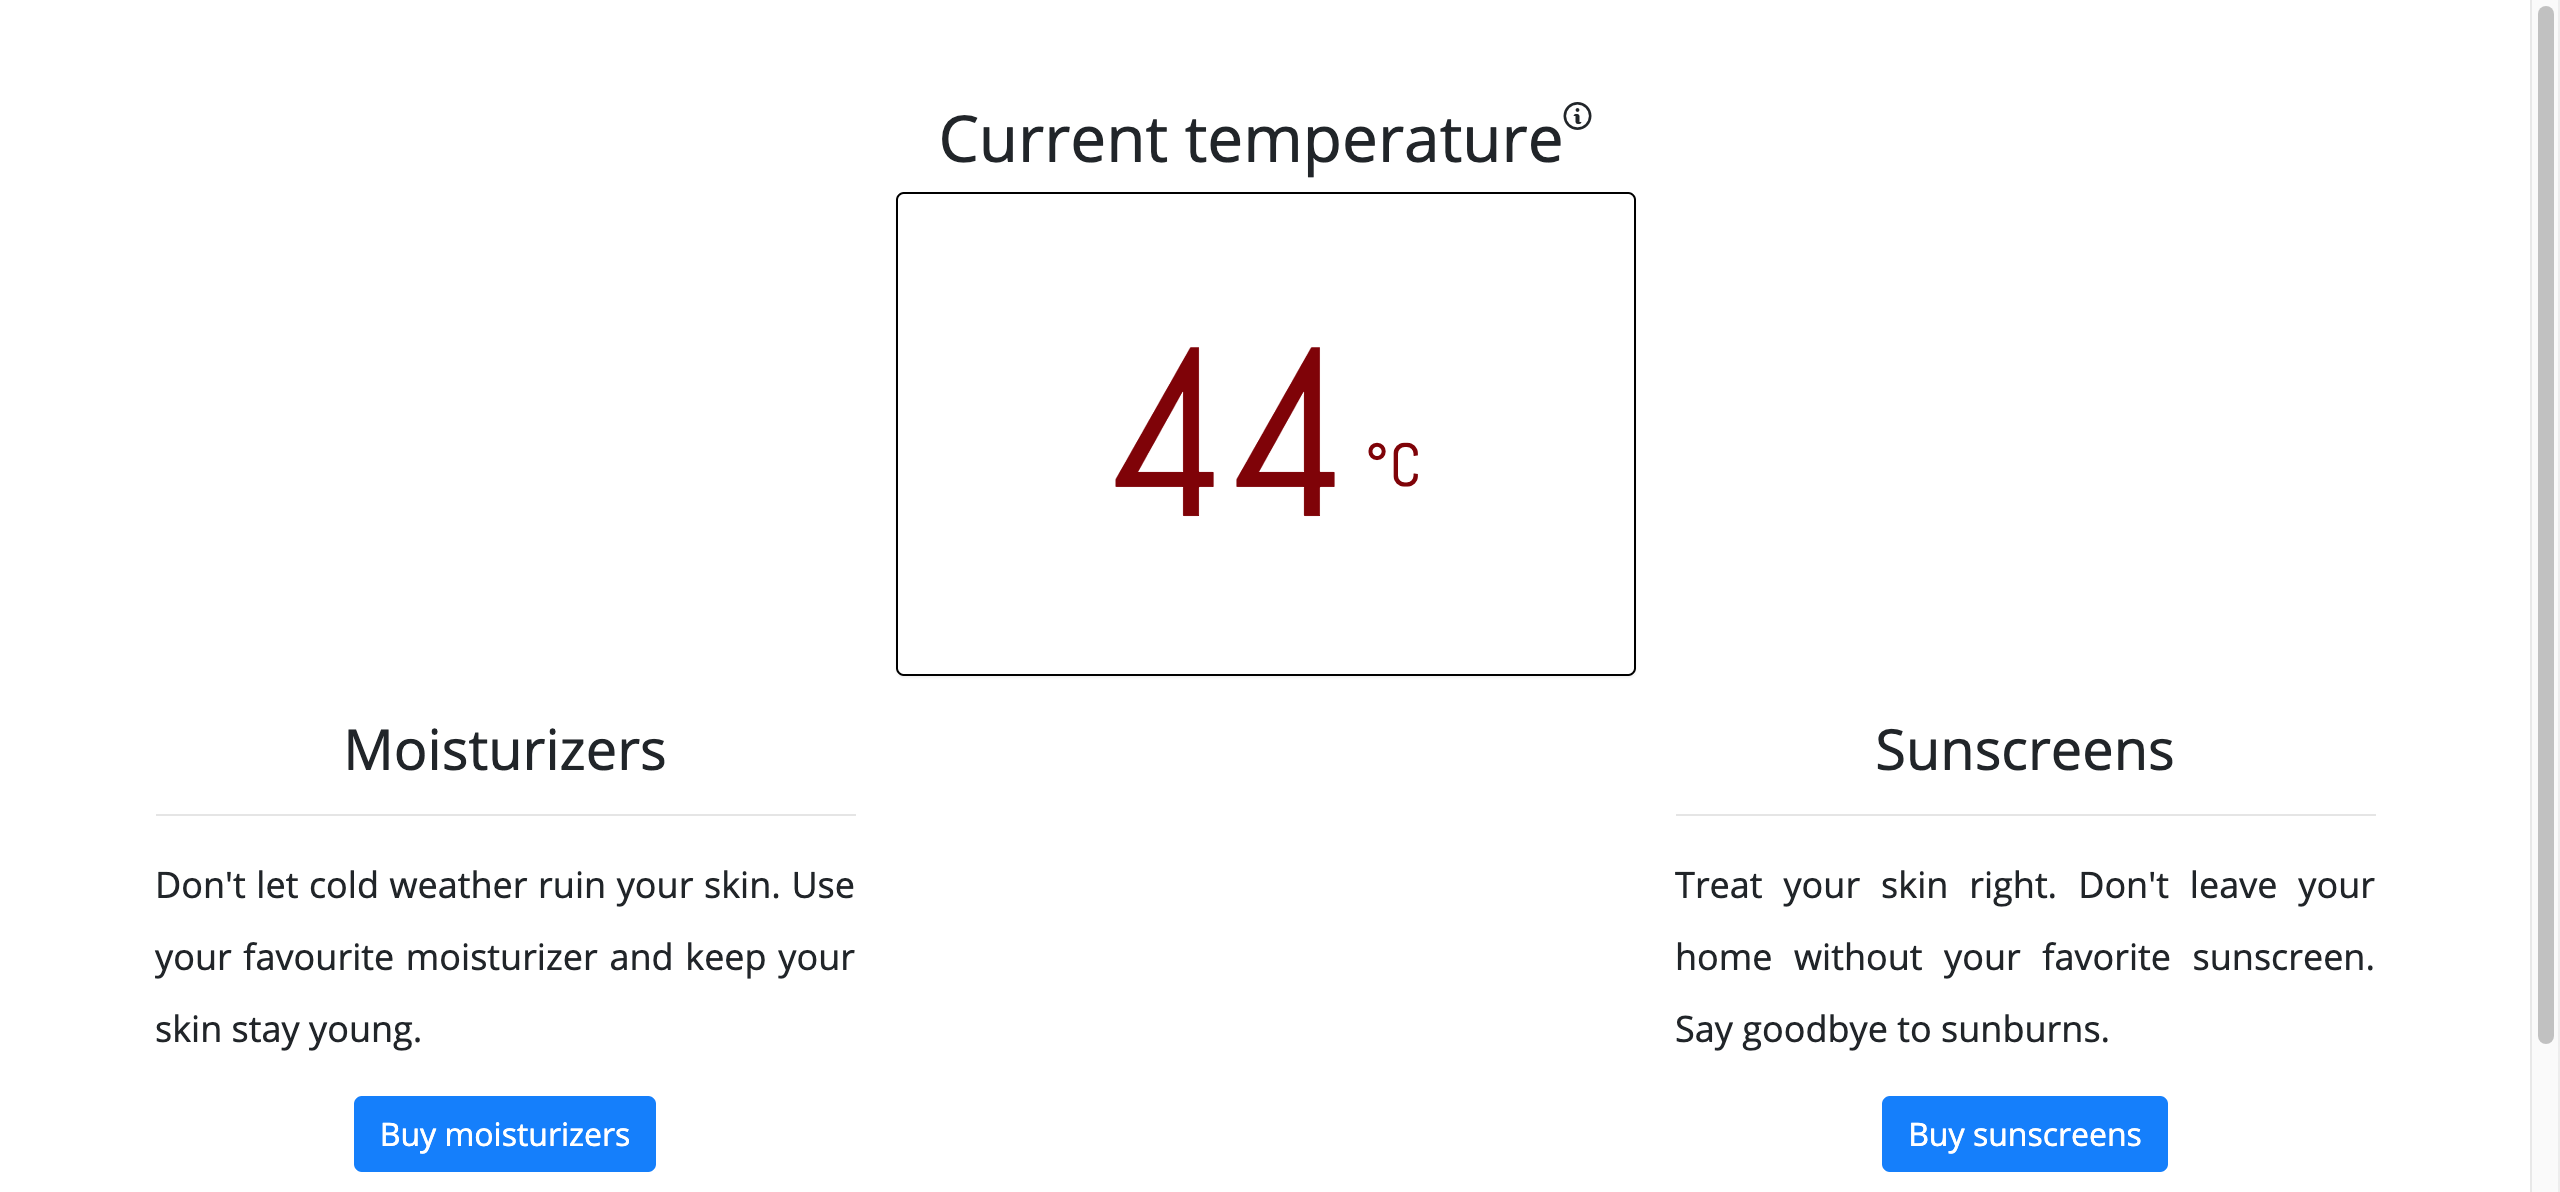 Current temperature
44 °C
Moisturizers
Don't let cold weather ruin your skin. Use
your favourite moisturizer and keep your
skin stay young.
Buy moisturizers
Sunscreens
Treat your skin right. Don't leave your
home without your favorite sunscreen.
Say goodbye to sunburns.
Buy sunscreens